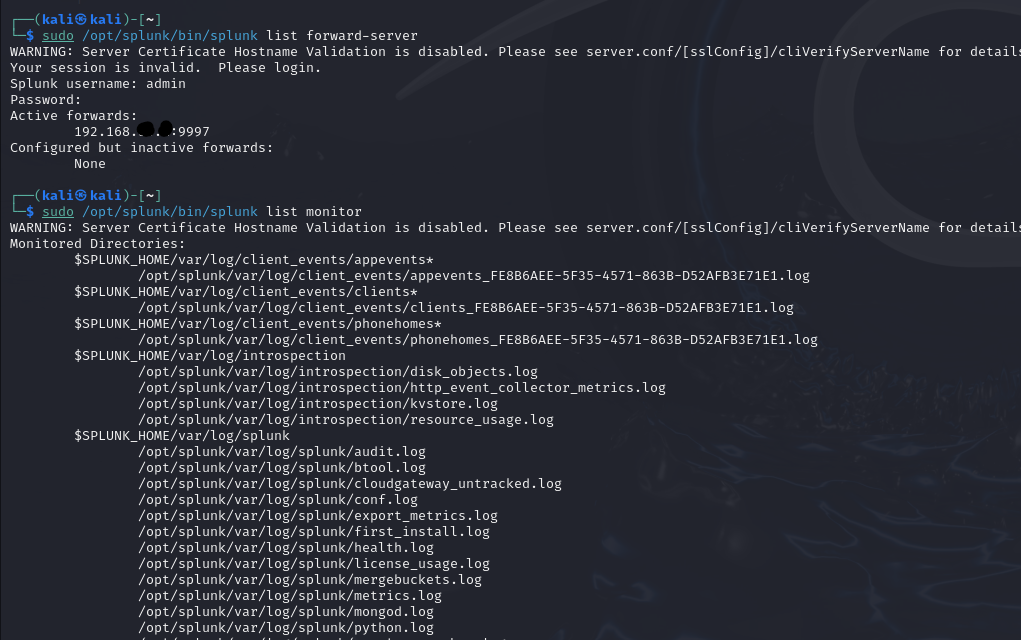 ┌──(kali㉿kali)-[~]
└─$ sudo /opt/splunk/bin/splunk list forward-server
WARNING: Server Certificate Hostname Validation is disabled. Please see server.conf/[sslConfig]/cliVerifyServerName for details
Your session is invalid.  Please login.
Splunk username: admin
Password:
Active forwards:
	192.168. . :9997
Configured but inactive forwards:
	None
┌──(kali㉿kali)-[~]
└─$ sudo /opt/splunk/bin/splunk list monitor
WARNING: Server Certificate Hostname Validation is disabled. Please see server.conf/[sslConfig]/cliVerifyServerName for details
Monitored Directories:
	$SPLUNK_HOME/var/log/client_events/appevents*
		/opt/splunk/var/log/client_events/appevents_FE8B6AEE-5F35-4571-863B-D52AFB3E71E1.log
	$SPLUNK_HOME/var/log/client_events/clients*
		/opt/splunk/var/log/client_events/clients_FE8B6AEE-5F35-4571-863B-D52AFB3E71E1.log
	$SPLUNK_HOME/var/log/client_events/phonehomes*
		/opt/splunk/var/log/client_events/phonehomes_FE8B6AEE-5F35-4571-863B-D52AFB3E71E1.log
	$SPLUNK_HOME/var/log/introspection
		/opt/splunk/var/log/introspection/disk_objects.log
		/opt/splunk/var/log/introspection/http_event_collector_metrics.log
		/opt/splunk/var/log/introspection/kvstore.log
		/opt/splunk/var/log/introspection/resource_usage.log
	$SPLUNK_HOME/var/log/splunk
		/opt/splunk/var/log/splunk/audit.log
		/opt/splunk/var/log/splunk/btool.log
		/opt/splunk/var/log/splunk/cloudgateway_untracked.log
		/opt/splunk/var/log/splunk/conf.log
		/opt/splunk/var/log/splunk/export_metrics.log
		/opt/splunk/var/log/splunk/first_install.log
		/opt/splunk/var/log/splunk/health.log
		/opt/splunk/var/log/splunk/license_usage.log
		/opt/splunk/var/log/splunk/mergebuckets.log
		/opt/splunk/var/log/splunk/metrics.log
		/opt/splunk/var/log/splunk/mongod.log
		/opt/splunk/var/log/splunk/python.log